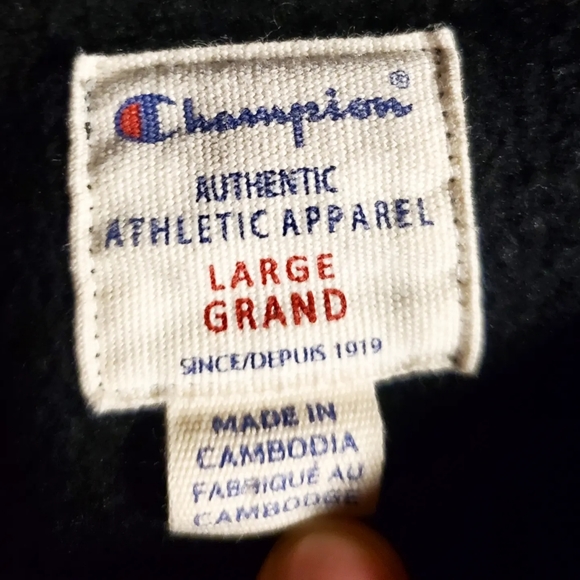 Champion®
AUTHENTIC
ATHLETIC APPAREL
LARGE
GRAND
SINCE/DEPUIS 1919
MADE IN
CAMBODIA
FABRIQUÉ AU
CAMBODGE